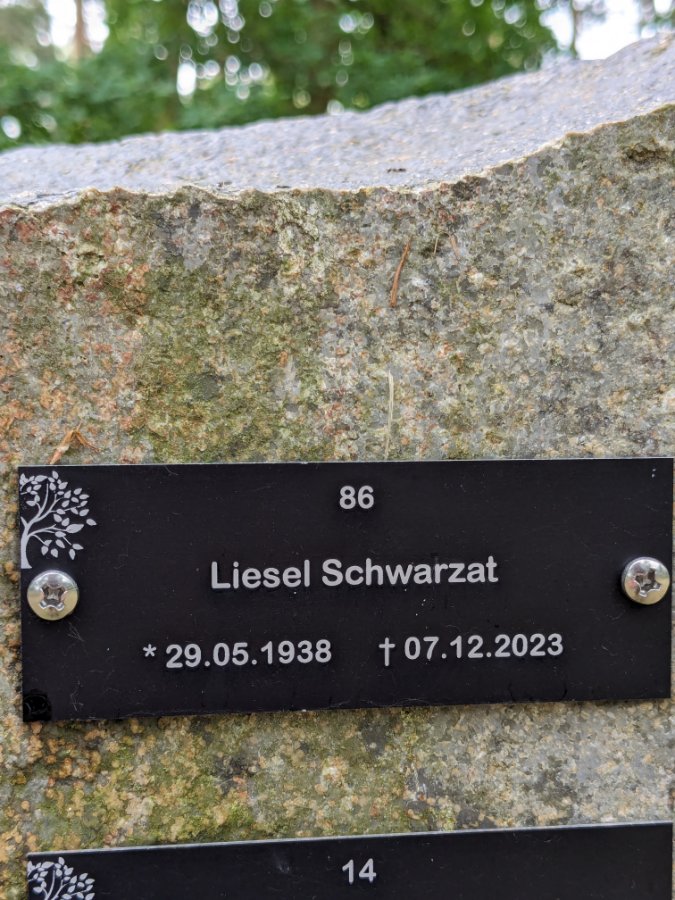 86
Liesel Schwarzat
* 29.05.1938 † 07.12.2023
14